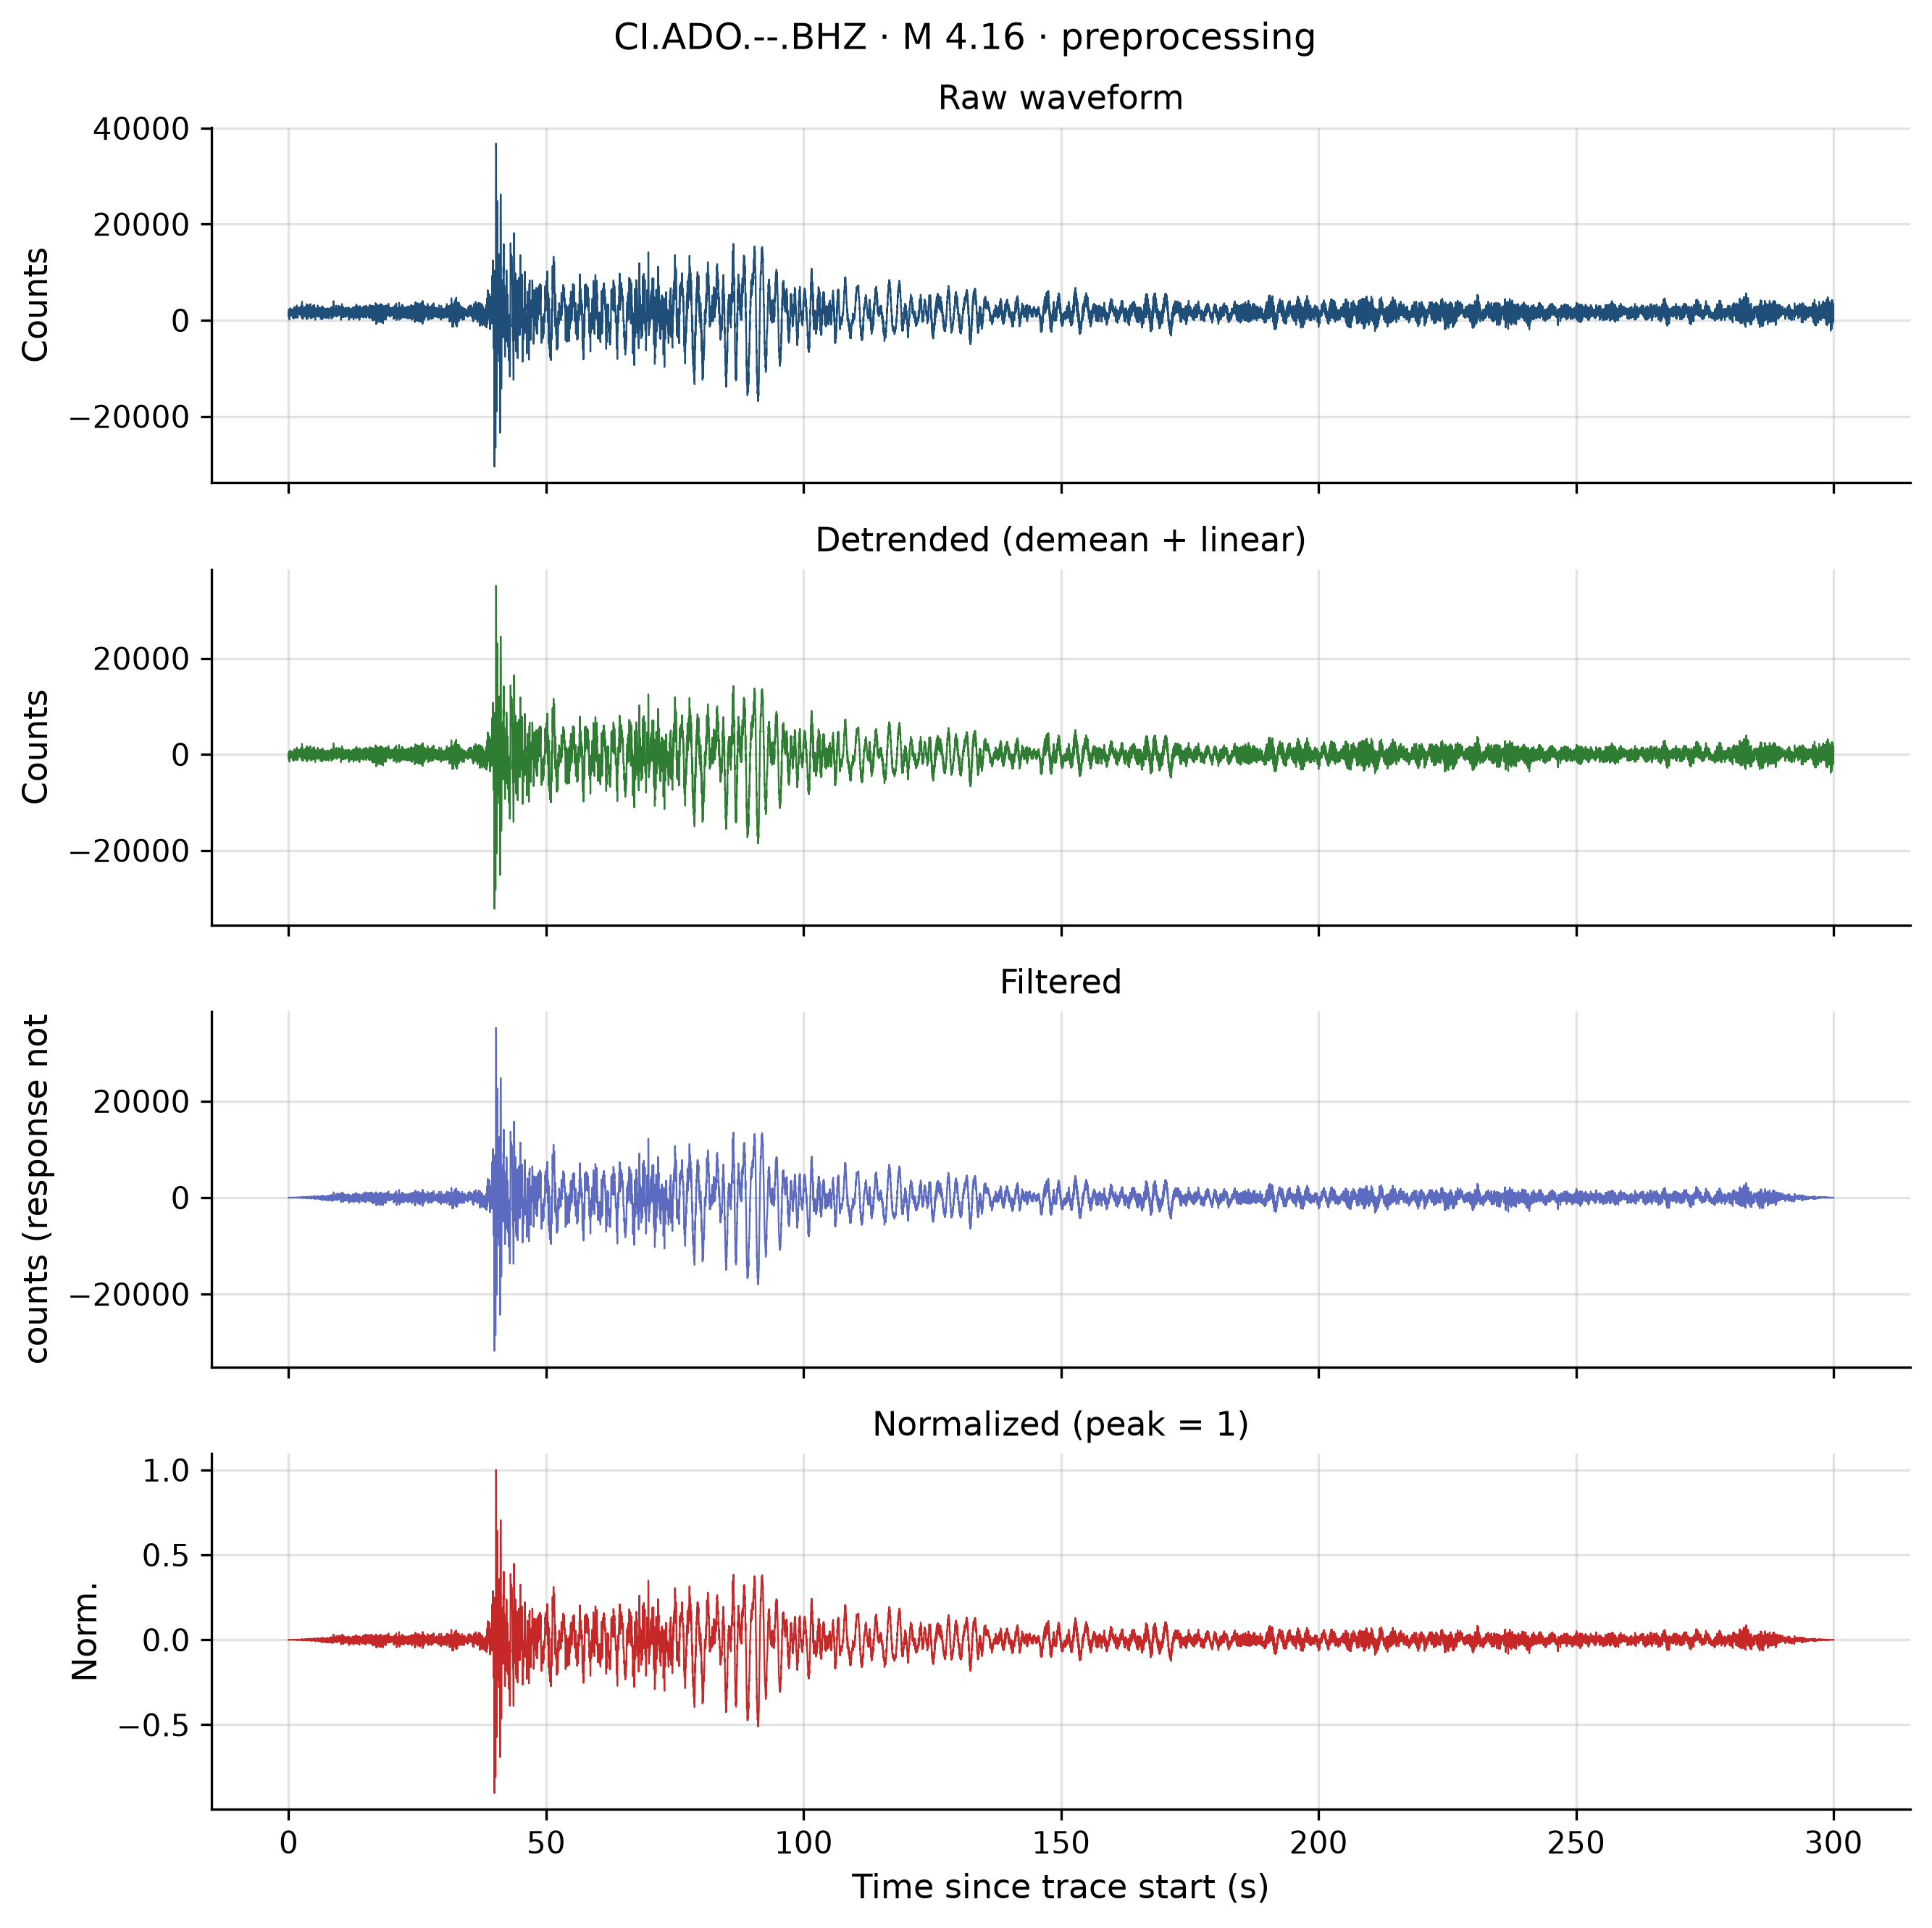 CI.ADO.--.BHZ · M 4.16 · preprocessing
Raw waveform
40000
20000
0
−20000
Counts
Detrended (demean + linear)
20000
0
−20000
Counts
Filtered
20000
0
−20000
counts (response not
Normalized (peak = 1)
1.0
0.5
0.0
−0.5
Norm.
0 50 100 150 200 250 300
Time since trace start (s)